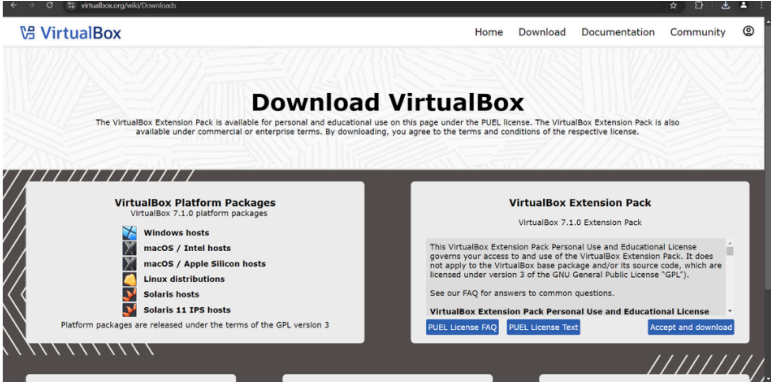 virtualbox.org/wiki/Downloads
VirtualBox
Home Download Documentation Community
Download VirtualBox
The VirtualBox Extension Pack is available for personal and educational use on this page under the PUEL license. The VirtualBox Extension Pack is also
available under commercial or enterprise terms. By downloading, you agree to the terms and conditions of the respective license.
VirtualBox Platform Packages
VirtualBox 7.1.0 platform packages
Windows hosts
macOS / Intel hosts
macOS / Apple Silicon hosts
Linux distributions
Solaris hosts
Solaris 11 IPS hosts
Platform packages are released under the terms of the GPL version 3
VirtualBox Extension Pack
VirtualBox 7.1.0 Extension Pack
This VirtualBox Extension Pack Personal Use and Educational License
governs your access to and use of the VirtualBox Extension Pack. It does
not apply to the VirtualBox base package and/or its source code, which are
licensed under version 3 of the GNU General Public License "GPL").
See our FAQ for answers to common questions.
VirtualBox Extension Pack Personal Use and Educational License
PUEL License FAQ PUEL License Text Accept and download